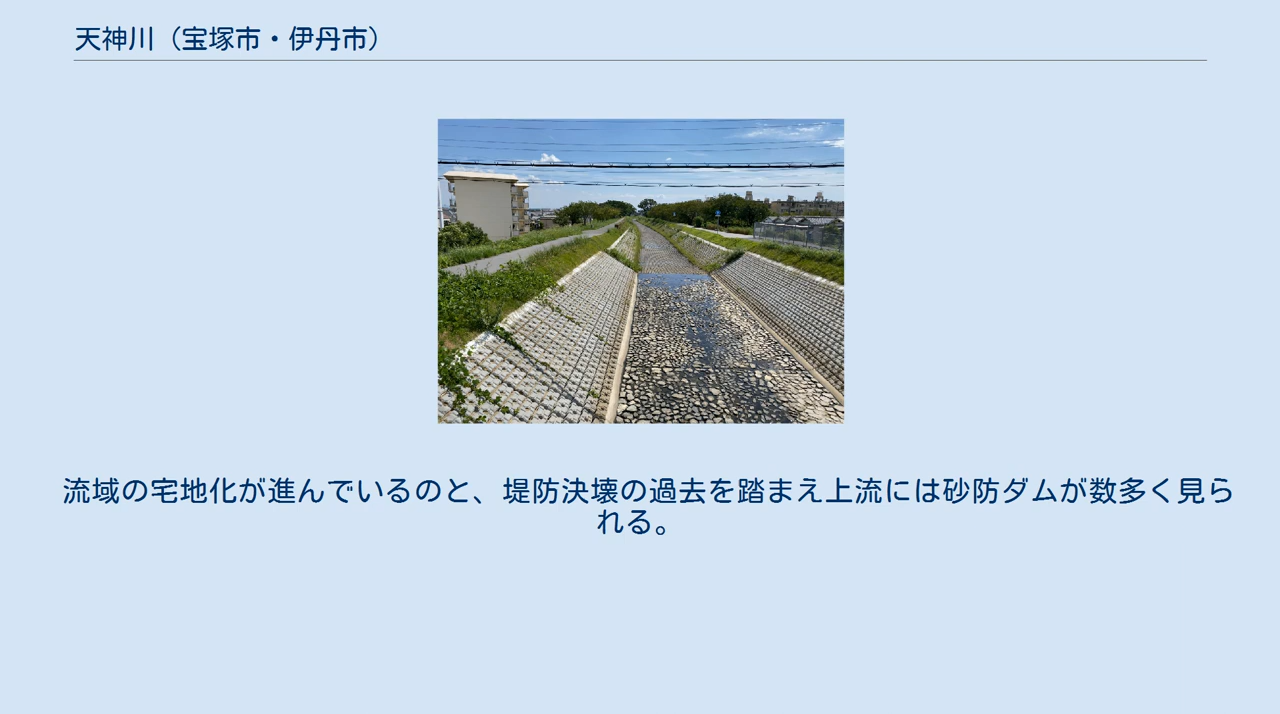 天神川（宝塚市・伊丹市）
流域の宅地化が進んでいるのと、堤防決壊の過去を踏まえ上流には砂防ダムが数多く見ら
れる。